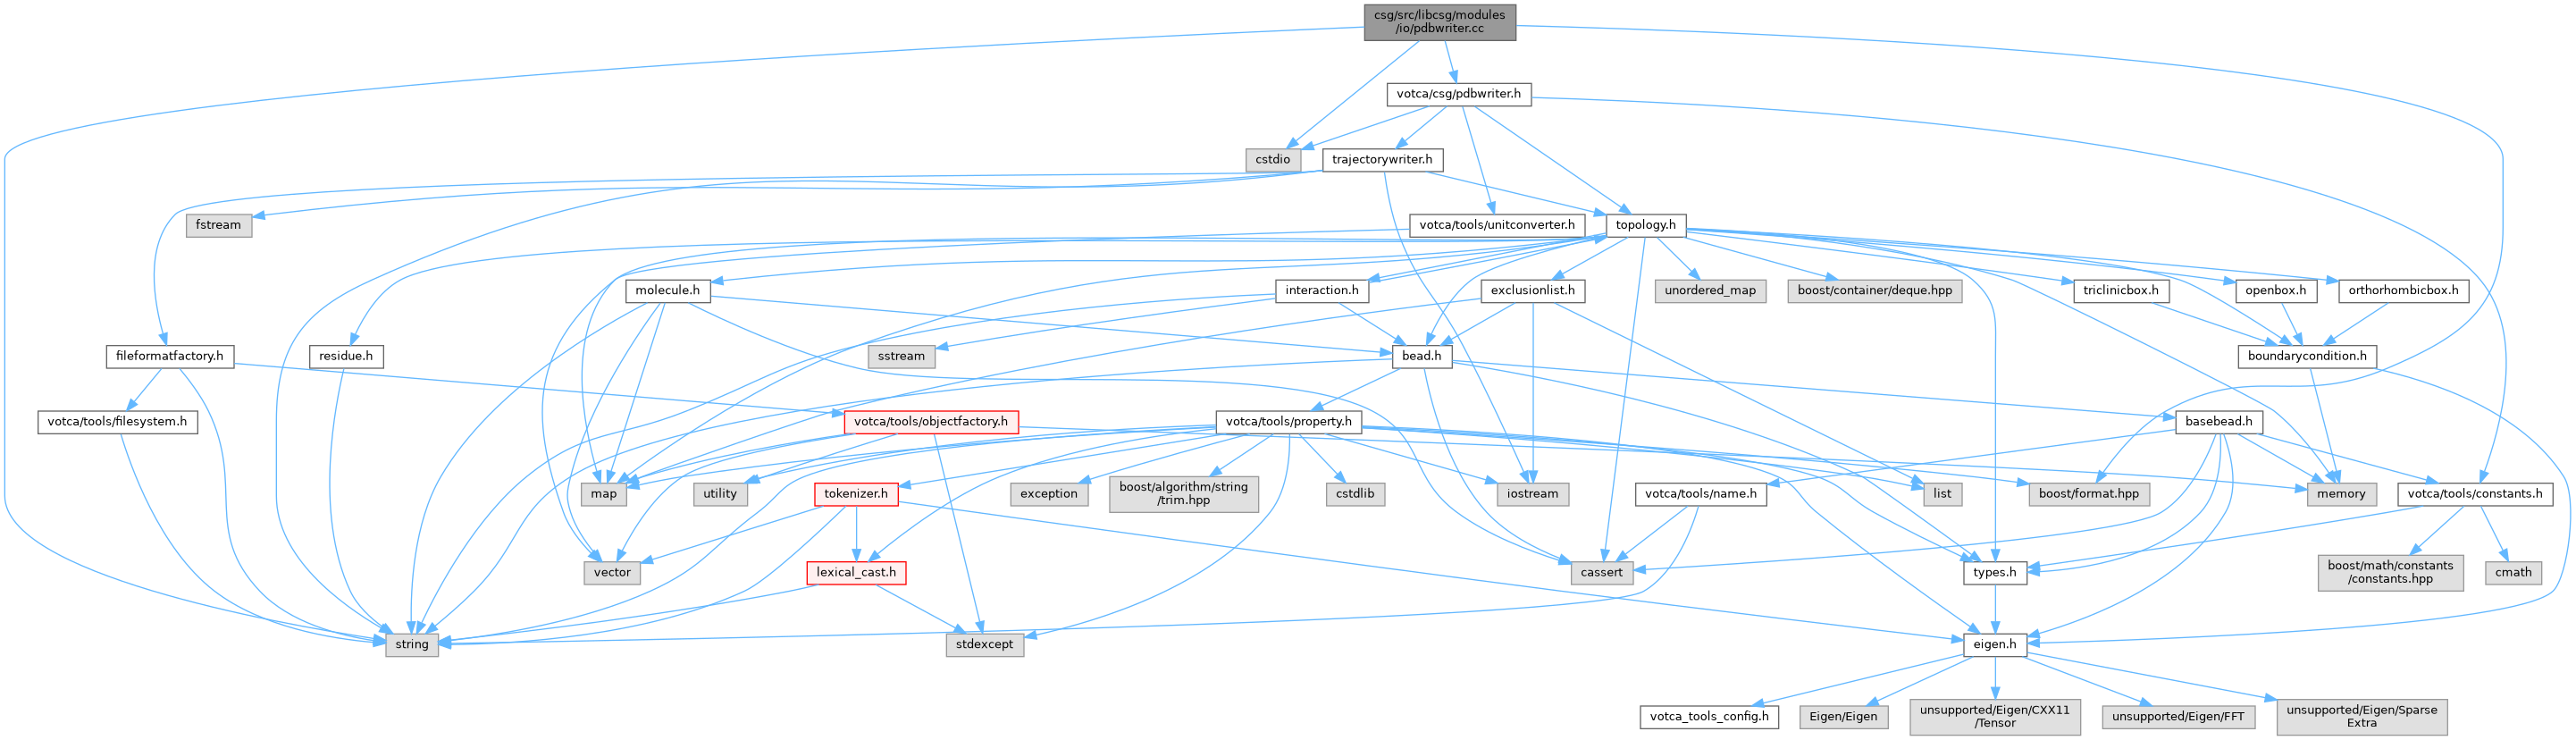 csg/src/libcsg/modules
/io/pdbwriter.cc
votca/csg/pdbwriter.h
cstdio
trajectorywriter.h
fstream
votca/tools/unitconverter.h
topology.h
molecule.h
interaction.h
exclusionlist.h
unordered_map
boost/container/deque.hpp
triclinicbox.h
openbox.h
orthorhombicbox.h
fileformatfactory.h
residue.h
sstream
bead.h
boundarycondition.h
votca/tools/filesystem.h
votca/tools/objectfactory.h
votca/tools/property.h
basebead.h
map
utility
tokenizer.h
exception
boost/algorithm/string
/trim.hpp
cstdlib
iostream
votca/tools/name.h
list
boost/format.hpp
memory
votca/tools/constants.h
vector
lexical_cast.h
cassert
types.h
boost/math/constants
/constants.hpp
cmath
string
stdexcept
eigen.h
votca_tools_config.h
Eigen/Eigen
unsupported/Eigen/CXX11
/Tensor
unsupported/Eigen/FFT
unsupported/Eigen/Sparse
Extra